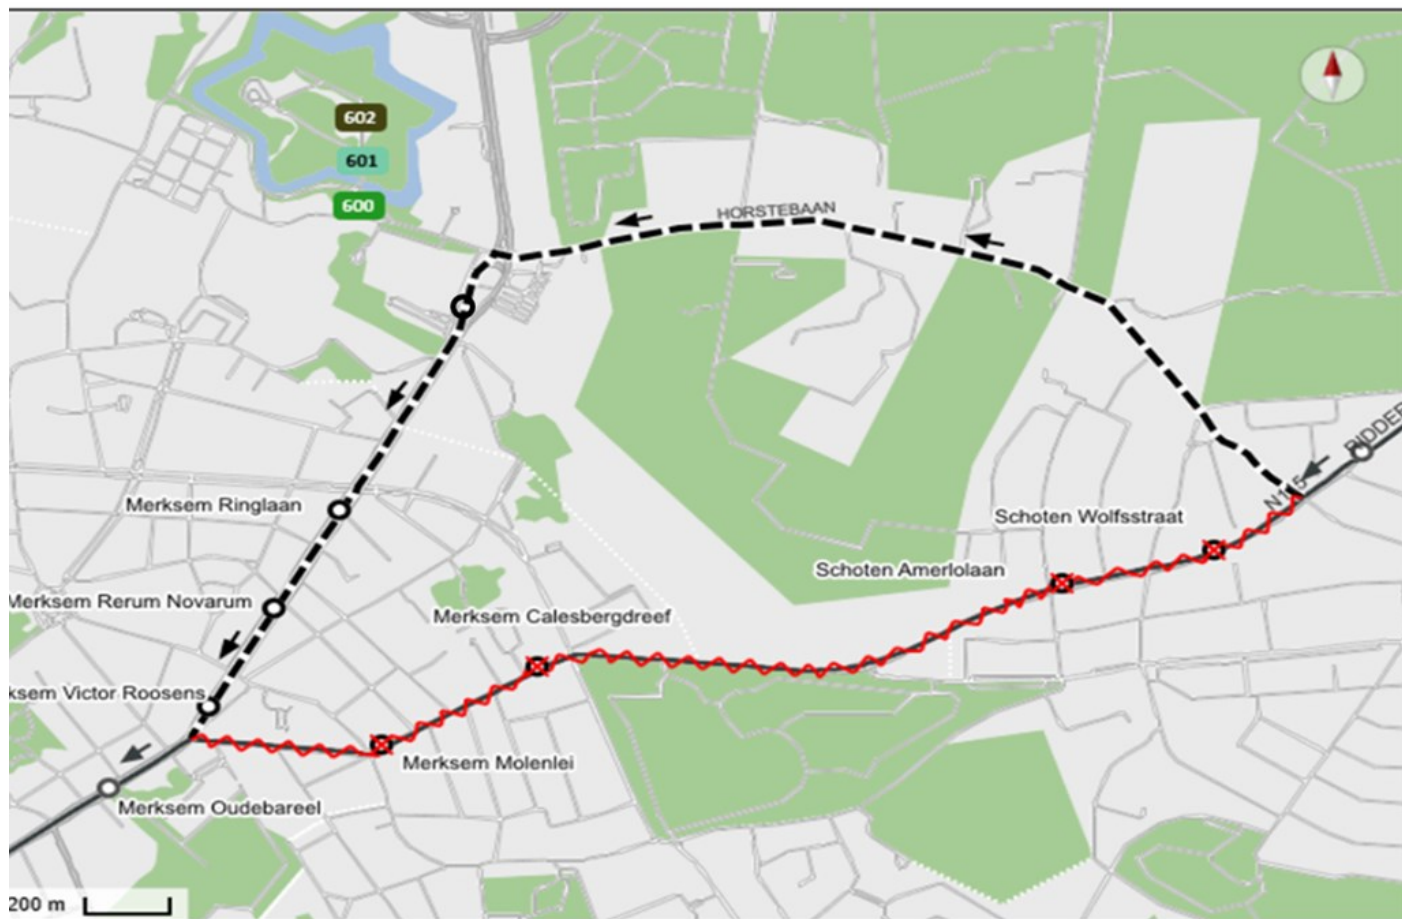 602
601
600
HORSTEBAAN
RIDDER
N115
Merksem Ringlaan
Schoten Wolfsstraat
Schoten Amerlolaan
Merksem Rerum Novarum
Merksem Calesbergdreef
ksem Victor Roosens
Merksem Molenlei
Merksem Oudebareel
200 m